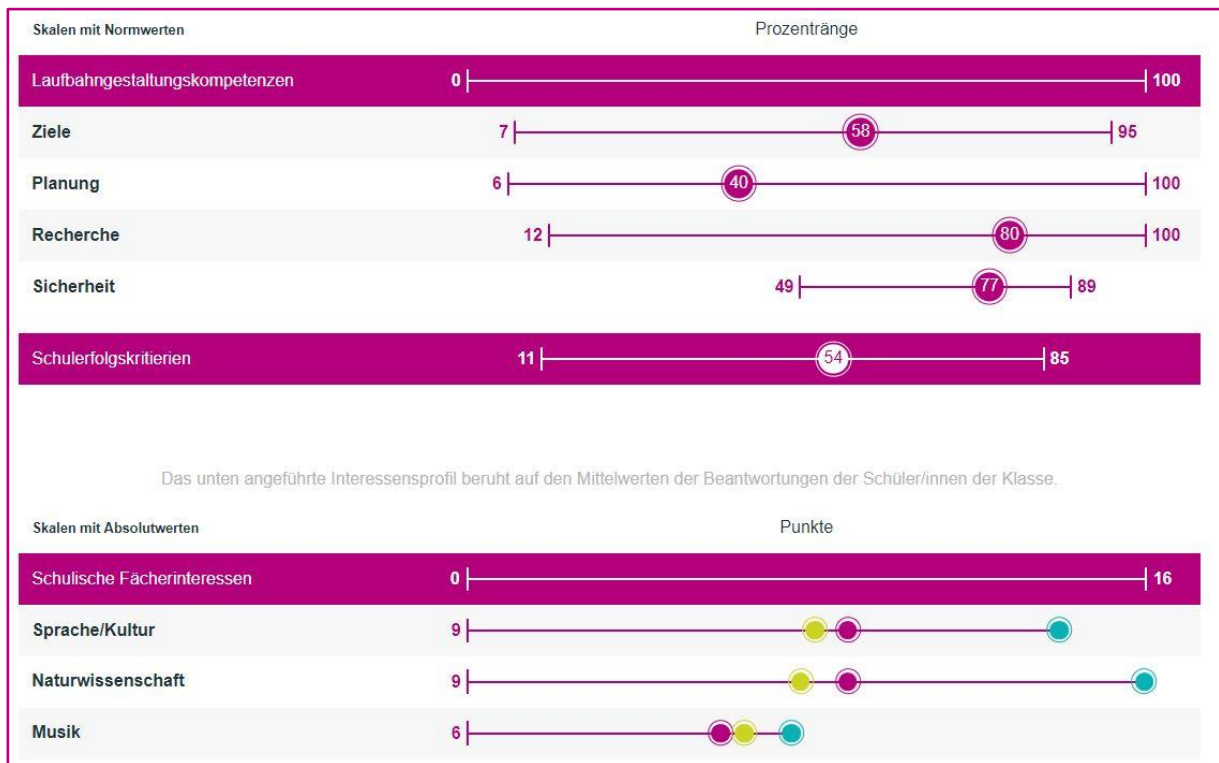 Skalen mit Normwerten Prozentränge
Laufbahngestaltungskompetenzen 0 100
Ziele 7 58 95
Planung 6 40 100
Recherche 12 80 100
Sicherheit 49 77 89
Schulerfolgskritierien 11 54 85
Das unten angeführte Interessensprofil beruht auf den Mittelwerten der Beantwortungen der Schüler/innen der Klasse.
Skalen mit Absolutwerten Punkte
Schulische Fächerinteressen 0 16
Sprache/Kultur 9
Naturwissenschaft 9
Musik 6